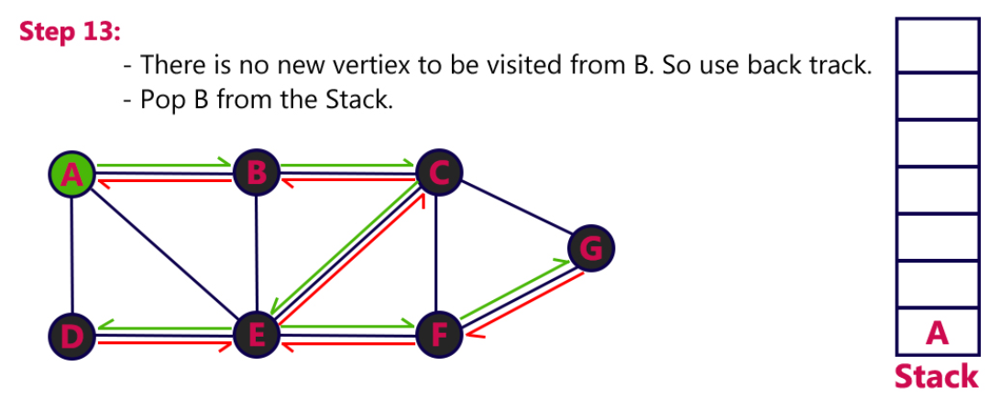 Step 13:
- There is no new vertiex to be visited from B. So use back track.
- Pop B from the Stack.
A
B
C
G
D
E
F
A
Stack